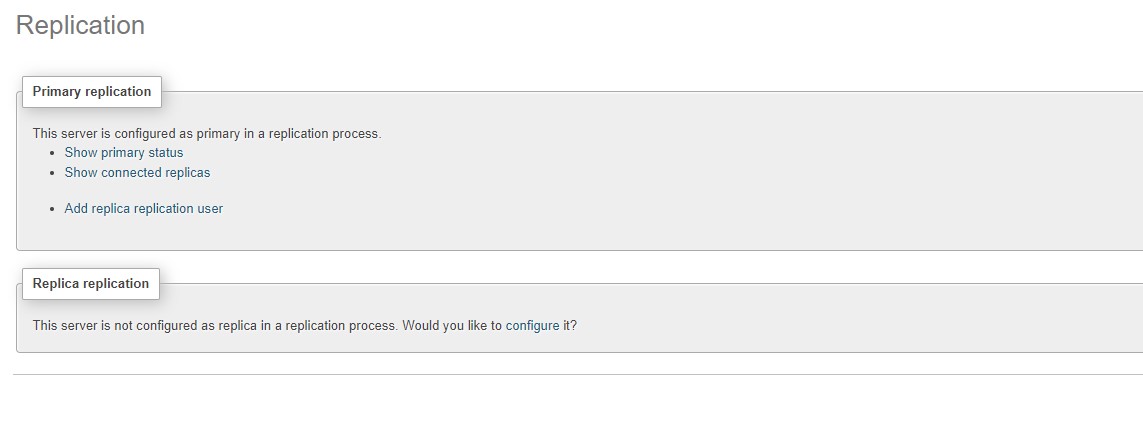 Replication
Primary replication
This server is configured as primary in a replication process.
Show primary status
Show connected replicas
Add replica replication user
Replica replication
This server is not configured as replica in a replication process. Would you like to configure it?